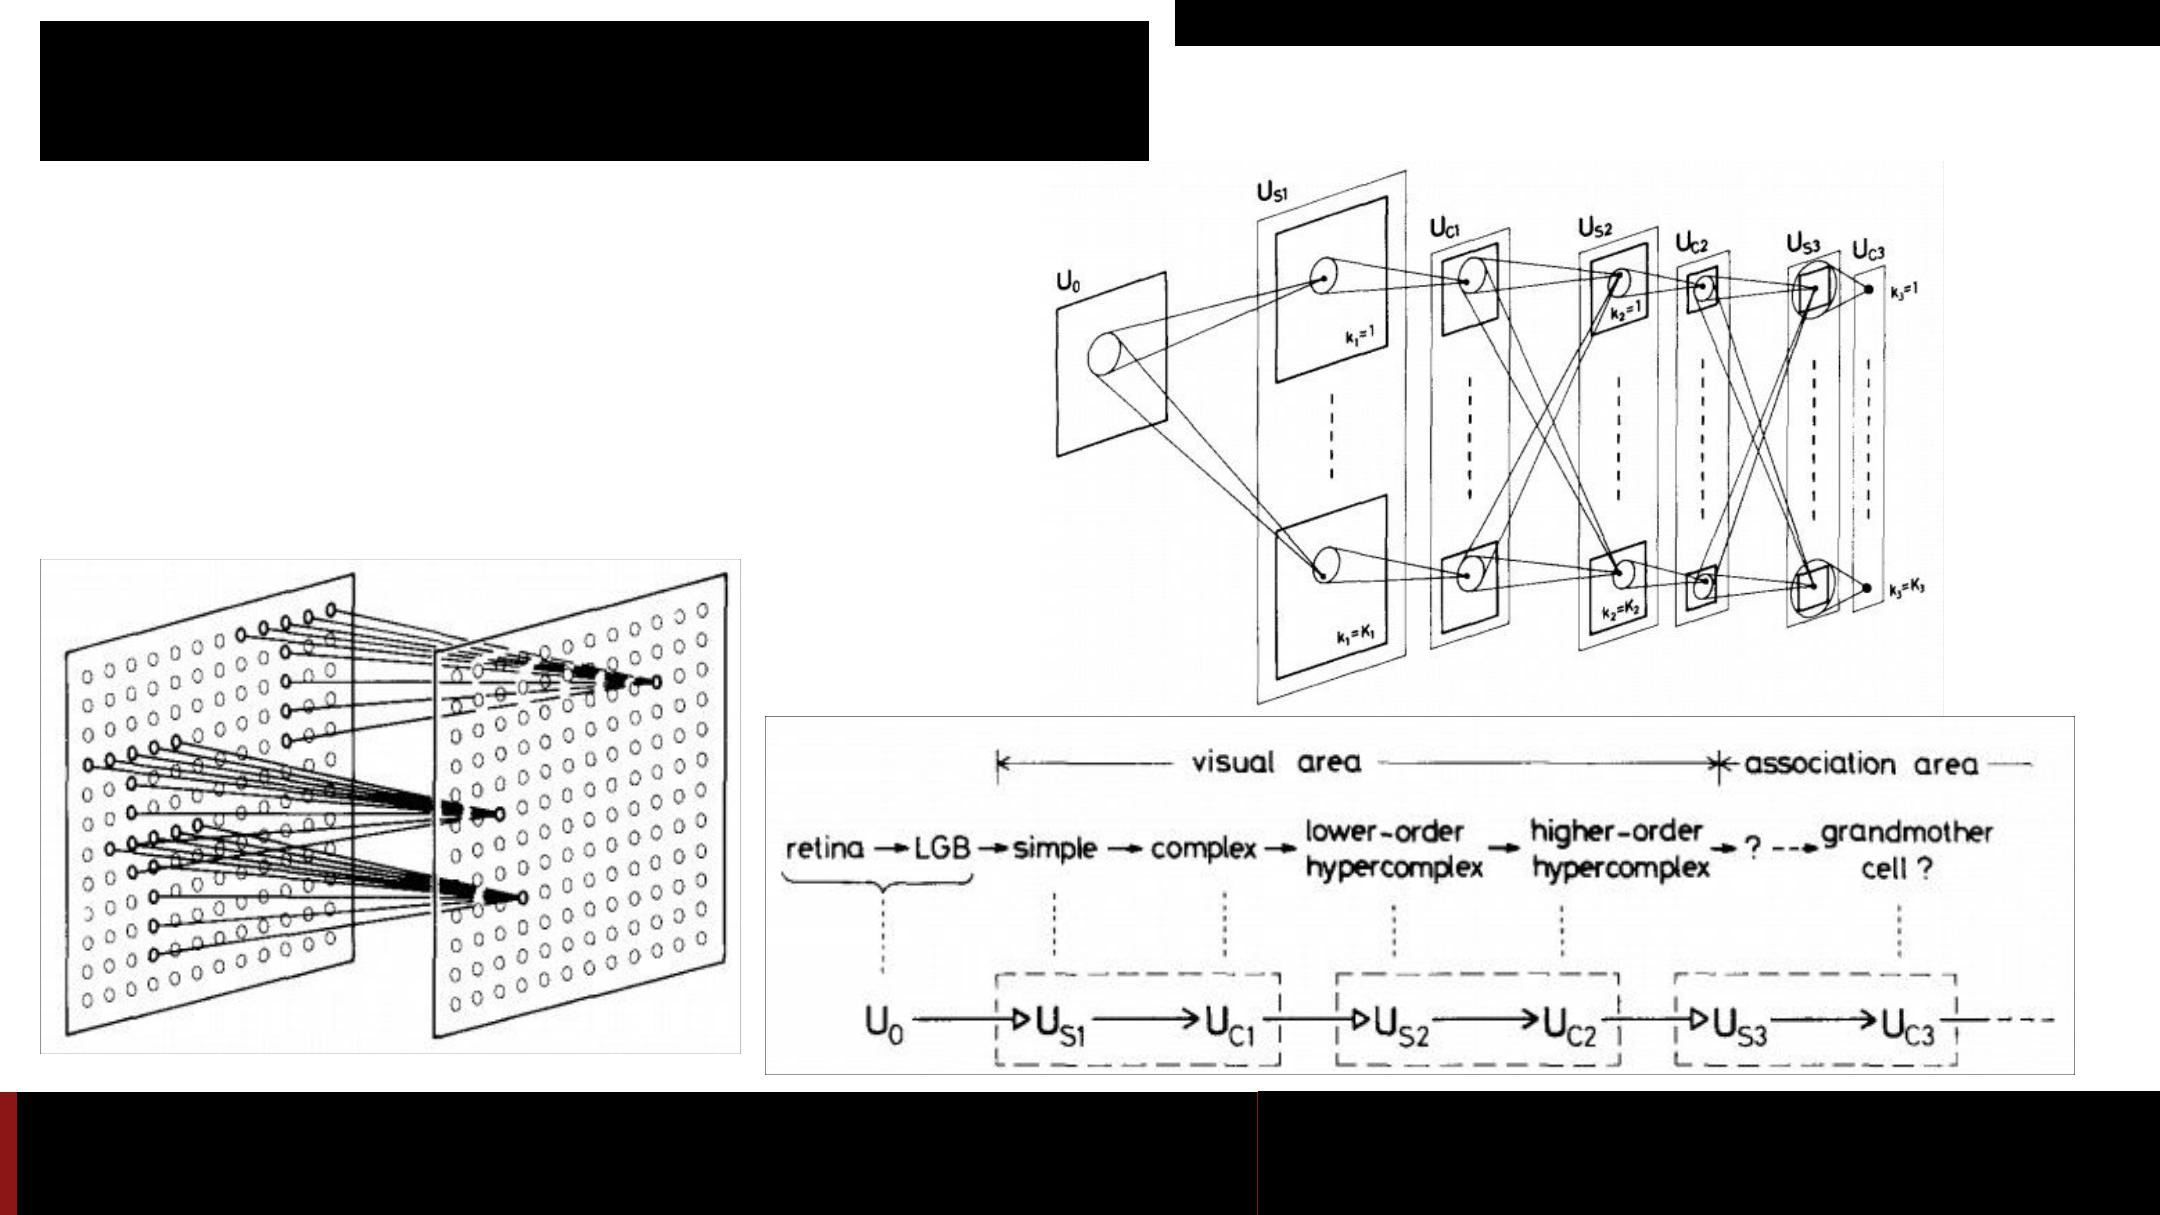 U0
US1
UC1
US2
UC2
US3
UC3
k1=1
k2=1
k3=1
k1=K1
k2=K2
k3=K3
visual area
association area
retina → LGB → simple → complex → lower-order hypercomplex → higher-order hypercomplex → ? --→ grandmother cell ?
U0 → US1 → UC1 → US2 → UC2 → US3 → UC3